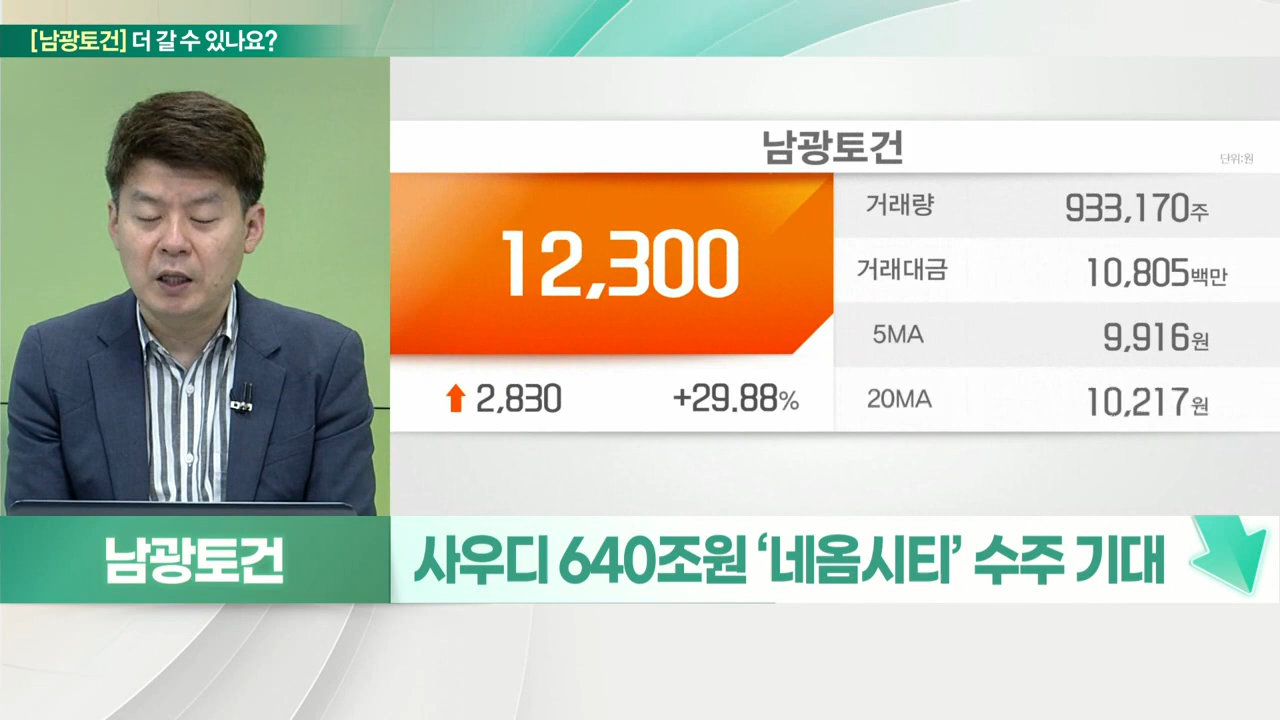 [남광토건] 더 갈 수 있나요?
남광토건
단위:원
12,300
2,830 +29.88%
거래량 933,170주
거래대금 10,805백만
5MA 9,916원
20MA 10,217원
남광토건
사우디 640조원 ‘네옴시티’ 수주 기대